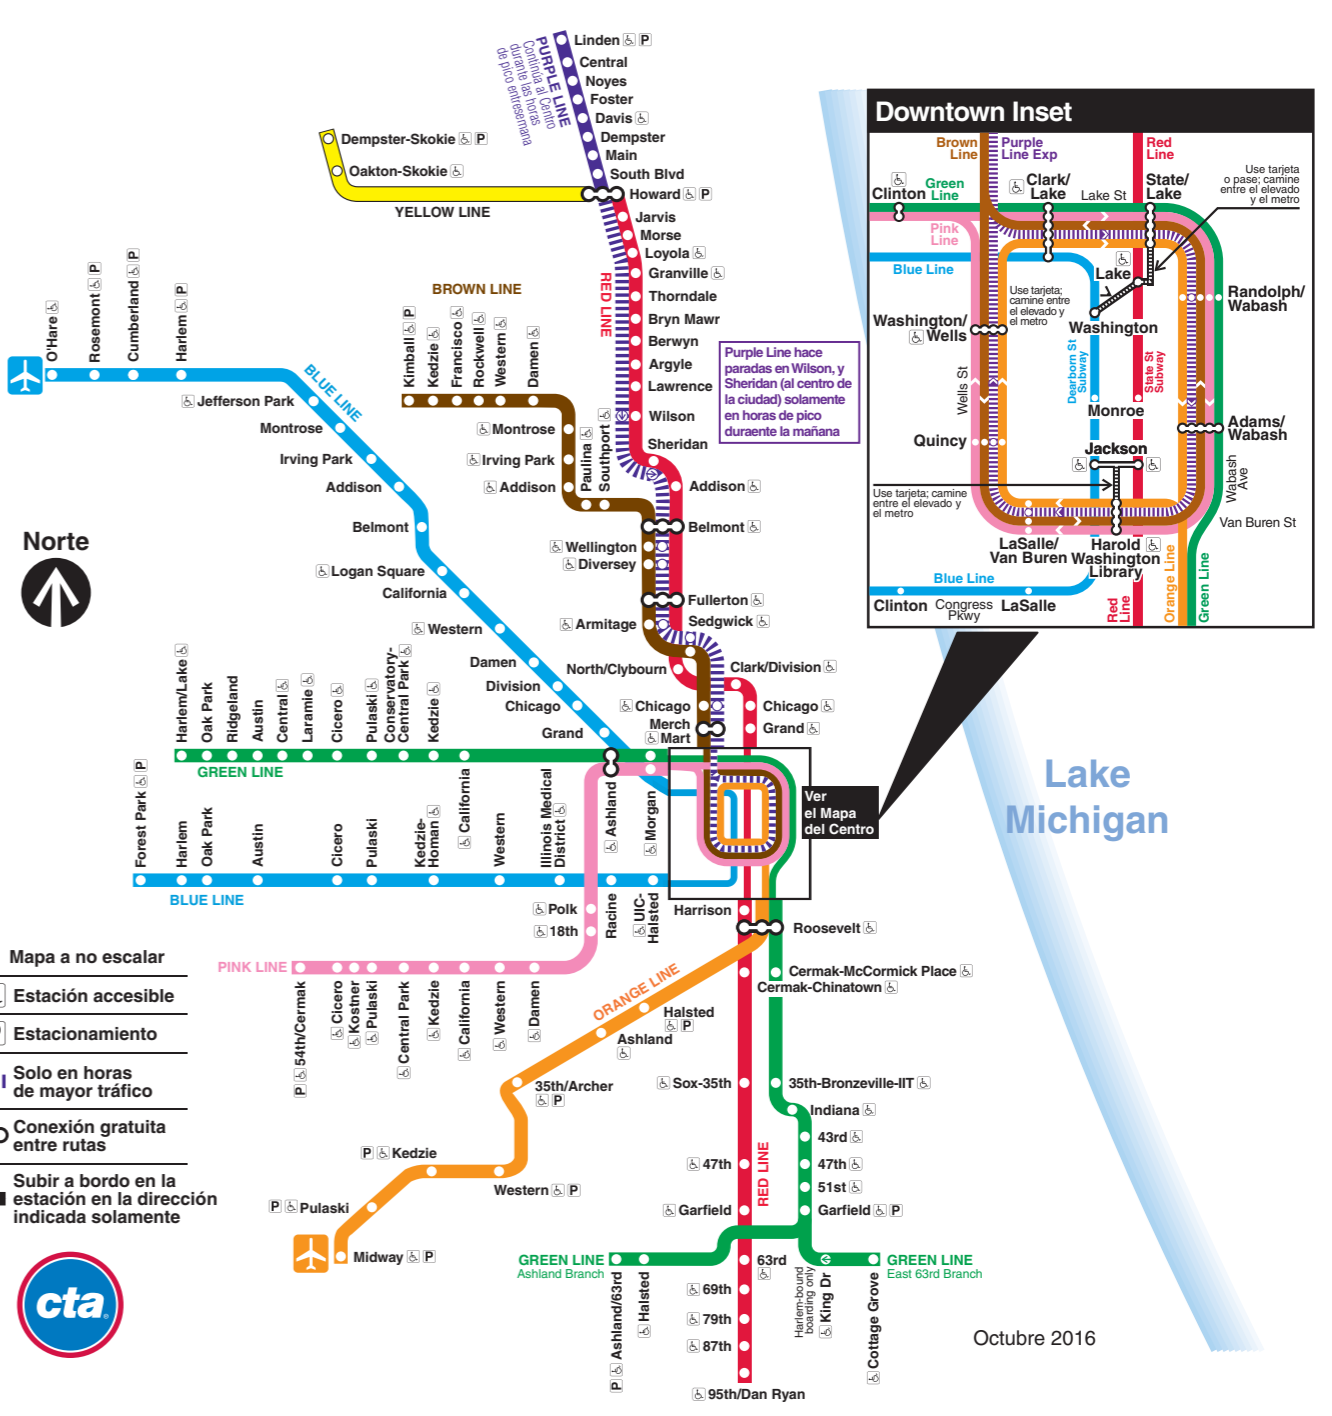 Linden P
Central
Noyes
Foster
Davis
Dempster
Main
South Blvd
Howard P
PURPLE LINE
Continúa al Centro
durante las horas
de pico entresemana
Dempster-Skokie P
Oakton-Skokie
YELLOW LINE
Jarvis
Morse
Loyola
Granville
Thorndale
Bryn Mawr
Berwyn
Argyle
Lawrence
Wilson
Sheridan
Addison
Belmont
Fullerton
RED LINE
Purple Line hace
paradas en Wilson, y
Sheridan (al centro de
la ciudad) solamente
en horas de pico
duraente la mañana
BROWN LINE
Kimball P
Kedzie
Francisco
Rockwell
Western
Damen
Montrose
Irving Park
Addison
Paulina
Southport
Wellington
Diversey
Armitage
Sedgwick
Chicago
Merch
Mart
North/Clybourn
Clark/Division
Chicago
Grand
O'Hare
Rosemont P
Cumberland P
Harlem P
BLUE LINE
Jefferson Park
Montrose
Irving Park
Addison
Belmont
Logan Square
California
Western
Damen
Division
Chicago
Grand
Norte
Harlem/Lake
Oak Park
Ridgeland
Austin
Central
Laramie
Cicero
Pulaski
Conservatory-
Central Park
Kedzie
California
GREEN LINE
Ashland
Morgan
Forest Park P
Harlem
Oak Park
Austin
Cicero
Pulaski
Kedzie-
Homan
Western
Illinois Medical
District
Racine
UIC-
Halsted
BLUE LINE
Polk
18th
PINK LINE
P 54th/Cermak
Cicero
Kostner
Pulaski
Central Park
Kedzie
California
Western
Damen
Ver
el Mapa
del Centro
Harrison
Roosevelt
Cermak-McCormick Place
Cermak-Chinatown
ORANGE LINE
Halsted
P
Ashland
35th/Archer
P
P Kedzie
Western P
P Pulaski
Midway P
Sox-35th
35th-Bronzeville-IIT
Indiana
43rd
47th
51st
Garfield P
47th
Garfield
RED LINE
63rd
69th
79th
87th
95th/Dan Ryan
GREEN LINE
Ashland Branch
P Ashland/63rd
Halsted
Harlem-bound
boarding only
King Dr
Cottage Grove
GREEN LINE
East 63rd Branch
Downtown Inset
Brown
Line
Purple
Line Exp
Red
Line
Use tarjeta
o pase; camine
entre el elevado
y el metro
Clinton
Green
Line
Clark/
Lake
Lake St
State/
Lake
Pink
Line
Blue Line
Lake
Use tarjeta;
camine entre
el elevado y
el metro
Washington
Randolph/
Wabash
Washington/
Wells
Wells St
Dearborn St
Subway
State St
Subway
Monroe
Quincy
Jackson
Adams/
Wabash
Wabash
Ave
Use tarjeta; camine
entre el elevado y
el metro
Van Buren St
LaSalle/
Van Buren
Harold
Washington
Library
Blue Line
Clinton
Congress
Pkwy
LaSalle
Red
Line
Orange Line
Green Line
Lake
Michigan
Mapa a no escalar
Estación accesible
Estacionamiento
Solo en horas
de mayor tráfico
Conexión gratuita
entre rutas
Subir a bordo en la
estación en la dirección
indicada solamente
cta
Octubre 2016